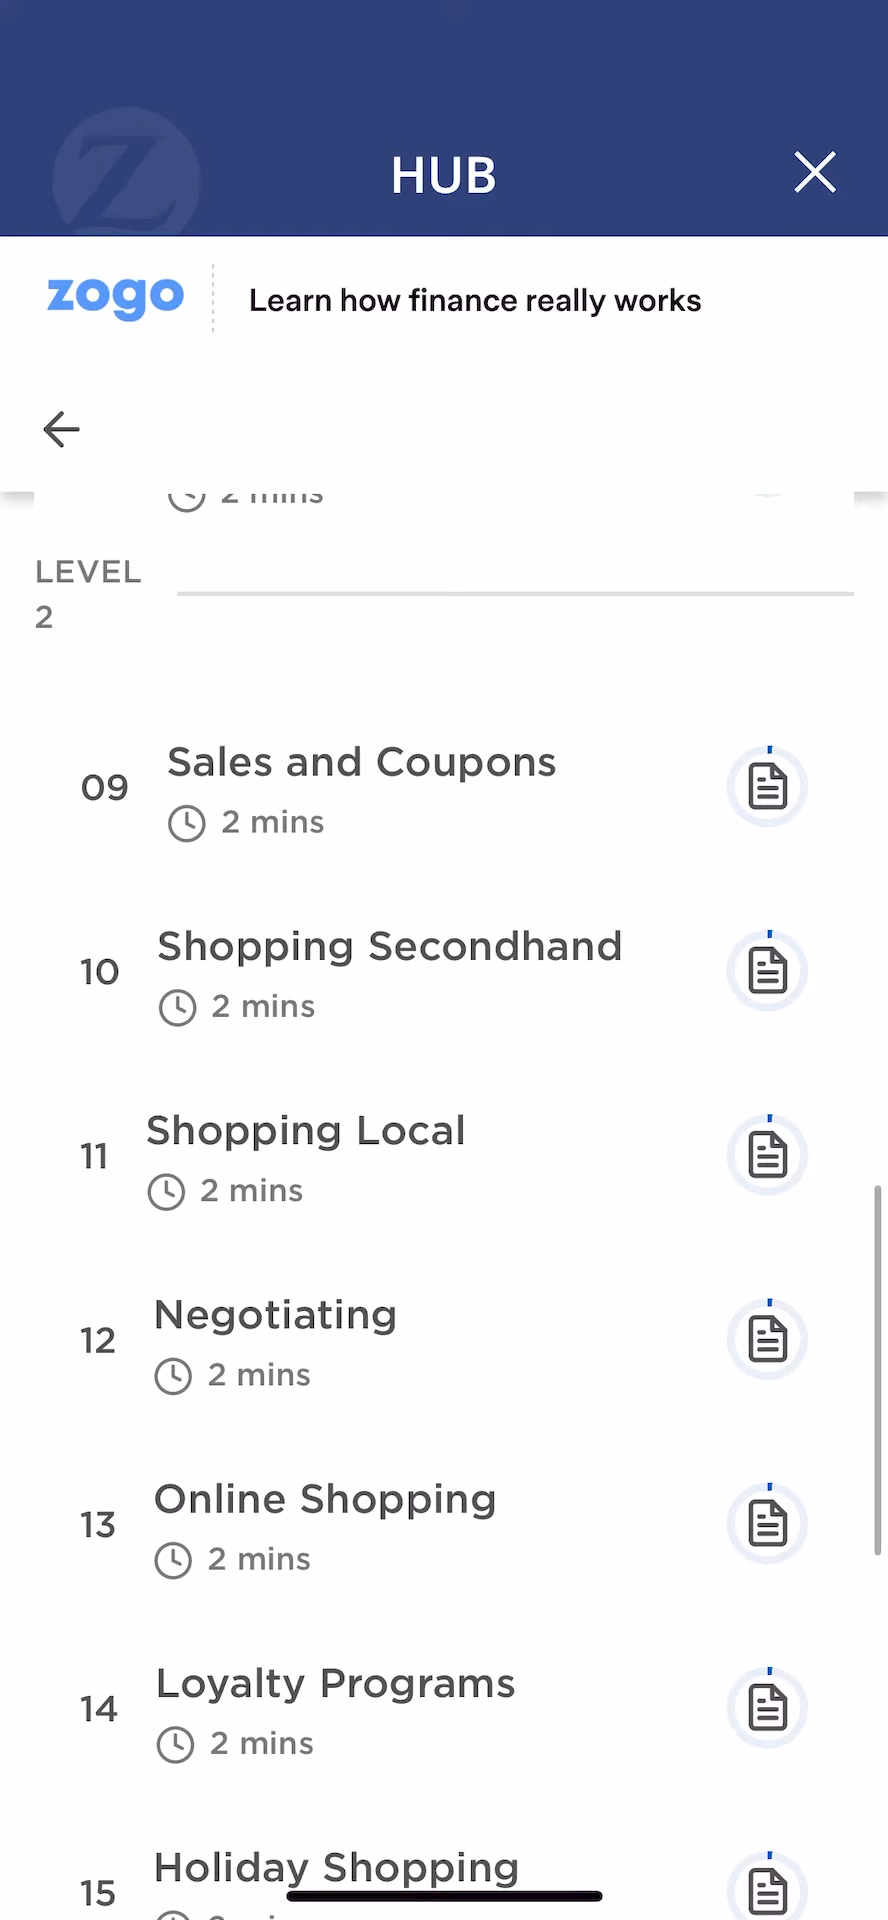 Z
HUB
zogo
Learn how finance really works
2 mins
LEVEL
2
09
Sales and Coupons
2 mins
10
Shopping Secondhand
2 mins
11
Shopping Local
2 mins
12
Negotiating
2 mins
13
Online Shopping
2 mins
14
Loyalty Programs
2 mins
15
Holiday Shopping